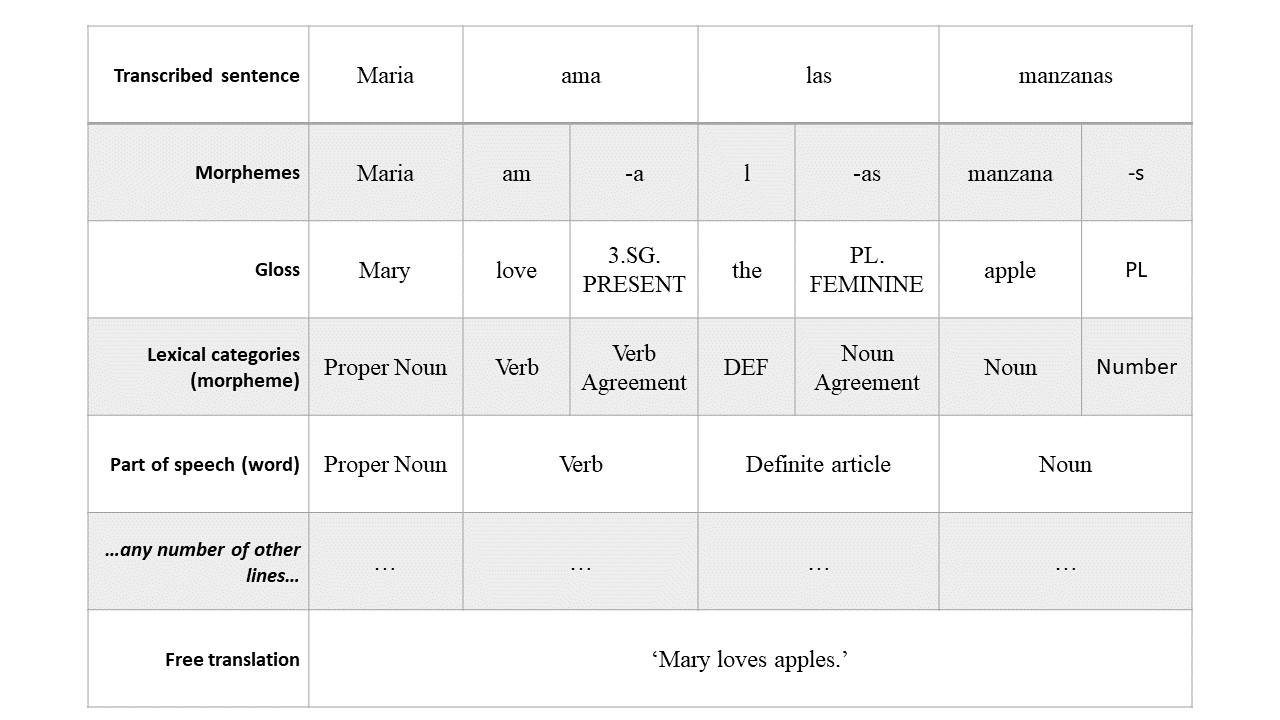 Transcribed sentence Maria ama las manzanas
Morphemes Maria am -a l -as manzana -s
Gloss Mary love 3.SG. PRESENT the PL. FEMININE apple PL
Lexical categories (morpheme) Proper Noun Verb Verb Agreement DEF Noun Agreement Noun Number
Part of speech (word) Proper Noun Verb Definite article Noun
…any number of other lines… … … … …
Free translation ‘Mary loves apples.’